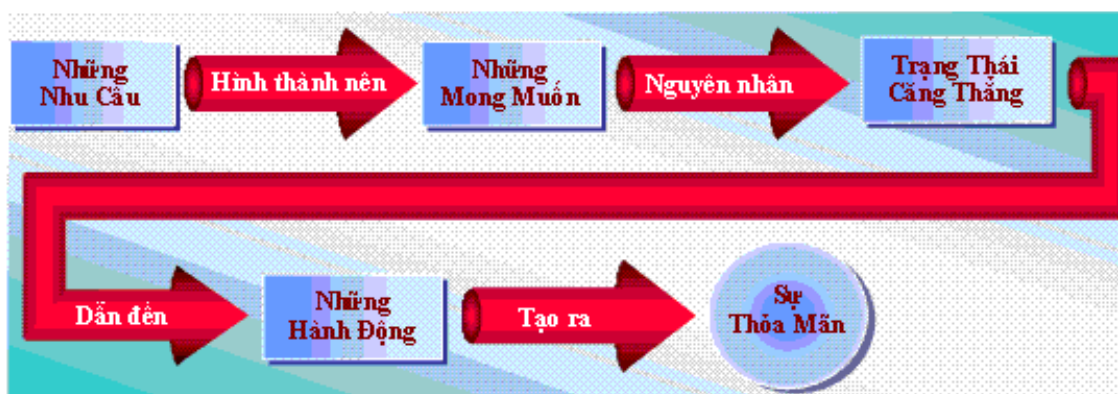 Những
Nhu Cầu
Hình thành nên
Những
Mong Muốn
Nguyên nhân
Trạng Thái
Căng Thẳng
Dẫn đến
Những
Hành Động
Tạo ra
Sự
Thỏa Mãn